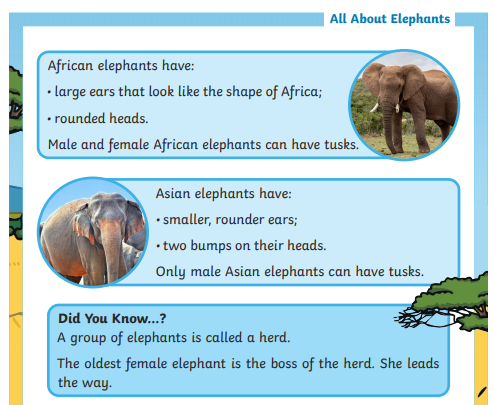 All About Elephants
African elephants have:
• large ears that look like the shape of Africa;
• rounded heads.
Male and female African elephants can have tusks.
Asian elephants have:
• smaller, rounder ears;
• two bumps on their heads.
Only male Asian elephants can have tusks.
Did You Know...?
A group of elephants is called a herd.
The oldest female elephant is the boss of the herd. She leads
the way.